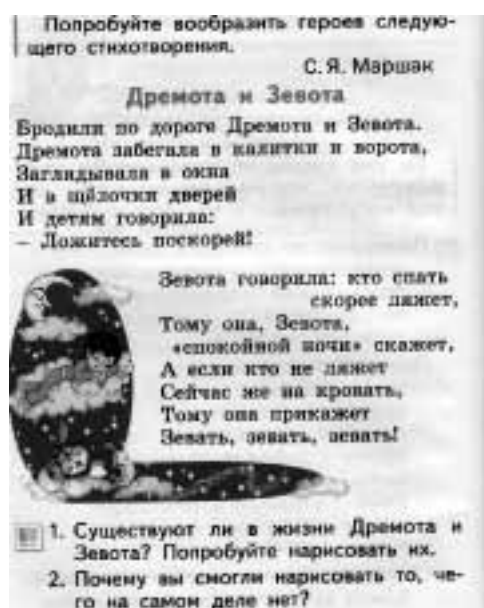 Попробуйте вообразить героев следую-
щего стихотворения.
С. Я. Маршак
Дремота и Зевота
Бродили по дороге Дремота и Зевота.
Дремота забегала в калитки и ворота,
Заглядывала в окна
И в щёлочки дверей
И детям говорила:
– Ложитесь поскорей!
Зевота говорила: кто спать
скорее ляжет,
Тому она, Зевота,
«спокойной ночи» скажет,
А если кто не ляжет
Сейчас же на кровать,
Тому она прикажет
Зевать, зевать, зевать!
1. Существуют ли в жизни Дремота и
Зевота? Попробуйте нарисовать их.
2. Почему вы смогли нарисовать то, че-
го на самом деле нет?